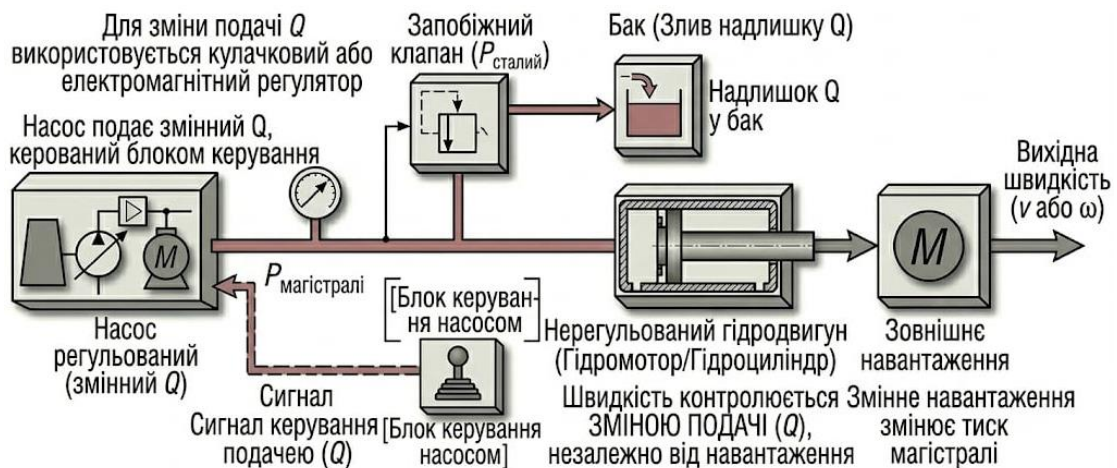 Для зміни подачі Q
використовується кулачковий або
електромагнітний регулятор
Насос подає змінний Q,
керований блоком керування
Запобіжний
клапан (Pсталий)
Бак (Злив надлишку Q)
Надлишок Q
у бак
Вихідна
швидкість
(v або ω)
M
M
Pмагістралі
[Блок керуван-
ня насосом]
Насос
регульований
(змінний Q)
Сигнал
Сигнал керування
подачею (Q)
[Блок керування
насосом]
Нерегульований гідродвигун
(Гідромотор/Гідроциліндр)
Швидкість контролюється
ЗМІНОЮ ПОДАЧІ (Q),
незалежно від навантаження
Зовнішнє
навантаження
Змінне навантаження
змінює тиск
магістралі